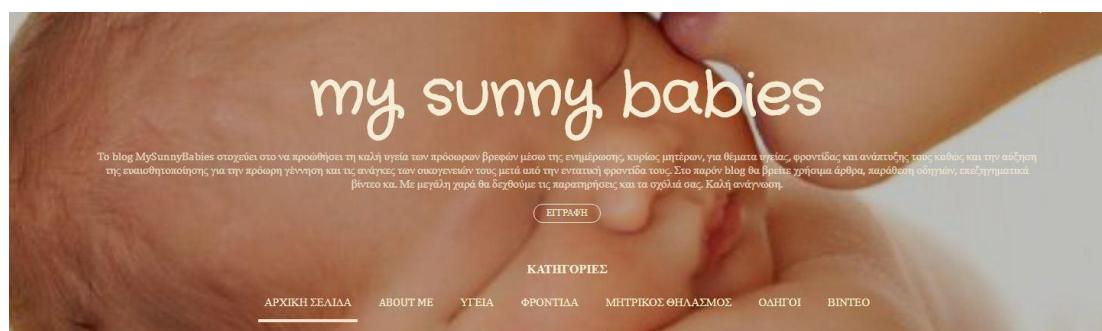 my sunny babies
Το blog MySunnyBabies στοχεύει στο να προώθήσει τη καλή υγεία των πρόσωρων βρεφών μέσω της ενημέρωσης, κυρίως μητέρων, για θέματα υγείας, φροντίδας και ανάπτυξης τους καθώς και την αύξηση
της ευαισθητοποίησης για την πρόωρη γέννηση και τις ανάγκες των οικογενειών τους μετά από την εντατική φροντίδα τους. Στο παρόν blog θα βρείτε χρήσιμα άρθρα, παράθεση οδηγιών, επεξηγηματικά
βίντεο κα. Με μεγάλη χαρά θα δεχθούμε τις παρατηρήσεις και τα σχόλιά σας. Καλή ανάγνωση.
ΕΓΓΡΑΦΉ
ΚΑΤΗΓΟΡΙΕΣ
ΑΡΧΙΚΗ ΣΕΛΙΔΑ ABOUT ME ΥΓΕΙΑ ΦΡΟΝΤΙΔΑ ΜΗΤΡΙΚΟΣ ΘΗΛΑΣΜΟΣ ΟΔΗΓΟΙ ΒΙΝΤΕΟ